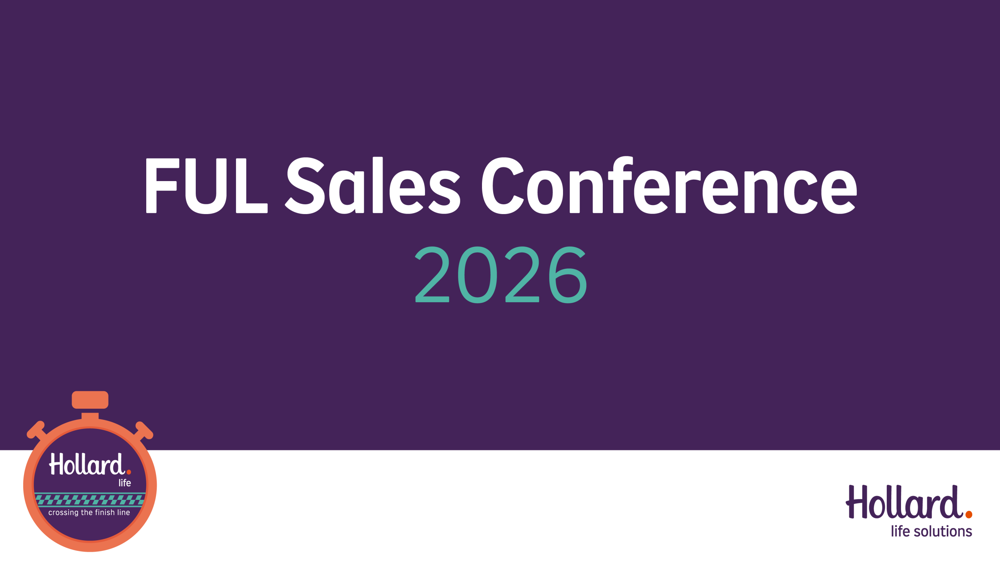 FUL Sales Conference
2026
Hollard.
life
crossing the finish line
Hollard.
life solutions